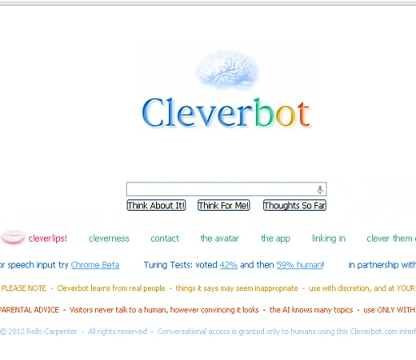 Cleverbot
Think About It! Think For Me! Thoughts So Far
cleverlips! cleverness contact the avatar the app linking in clever them
or speech input try Chrome Beta Turing Tests: voted 42% and then 59% human! in partnership with
PLEASE NOTE - Cleverbot learns from real people - things it says may seem inappropriate - use with discretion, and at YOUR
PARENTAL ADVICE - Visitors never talk to a human, however convincing it looks - the AI knows many topics - use ONLY WITH
© 2012 Rollo Carpenter - All rights reserved - Conversational access is granted only to humans using this Cleverbot.com